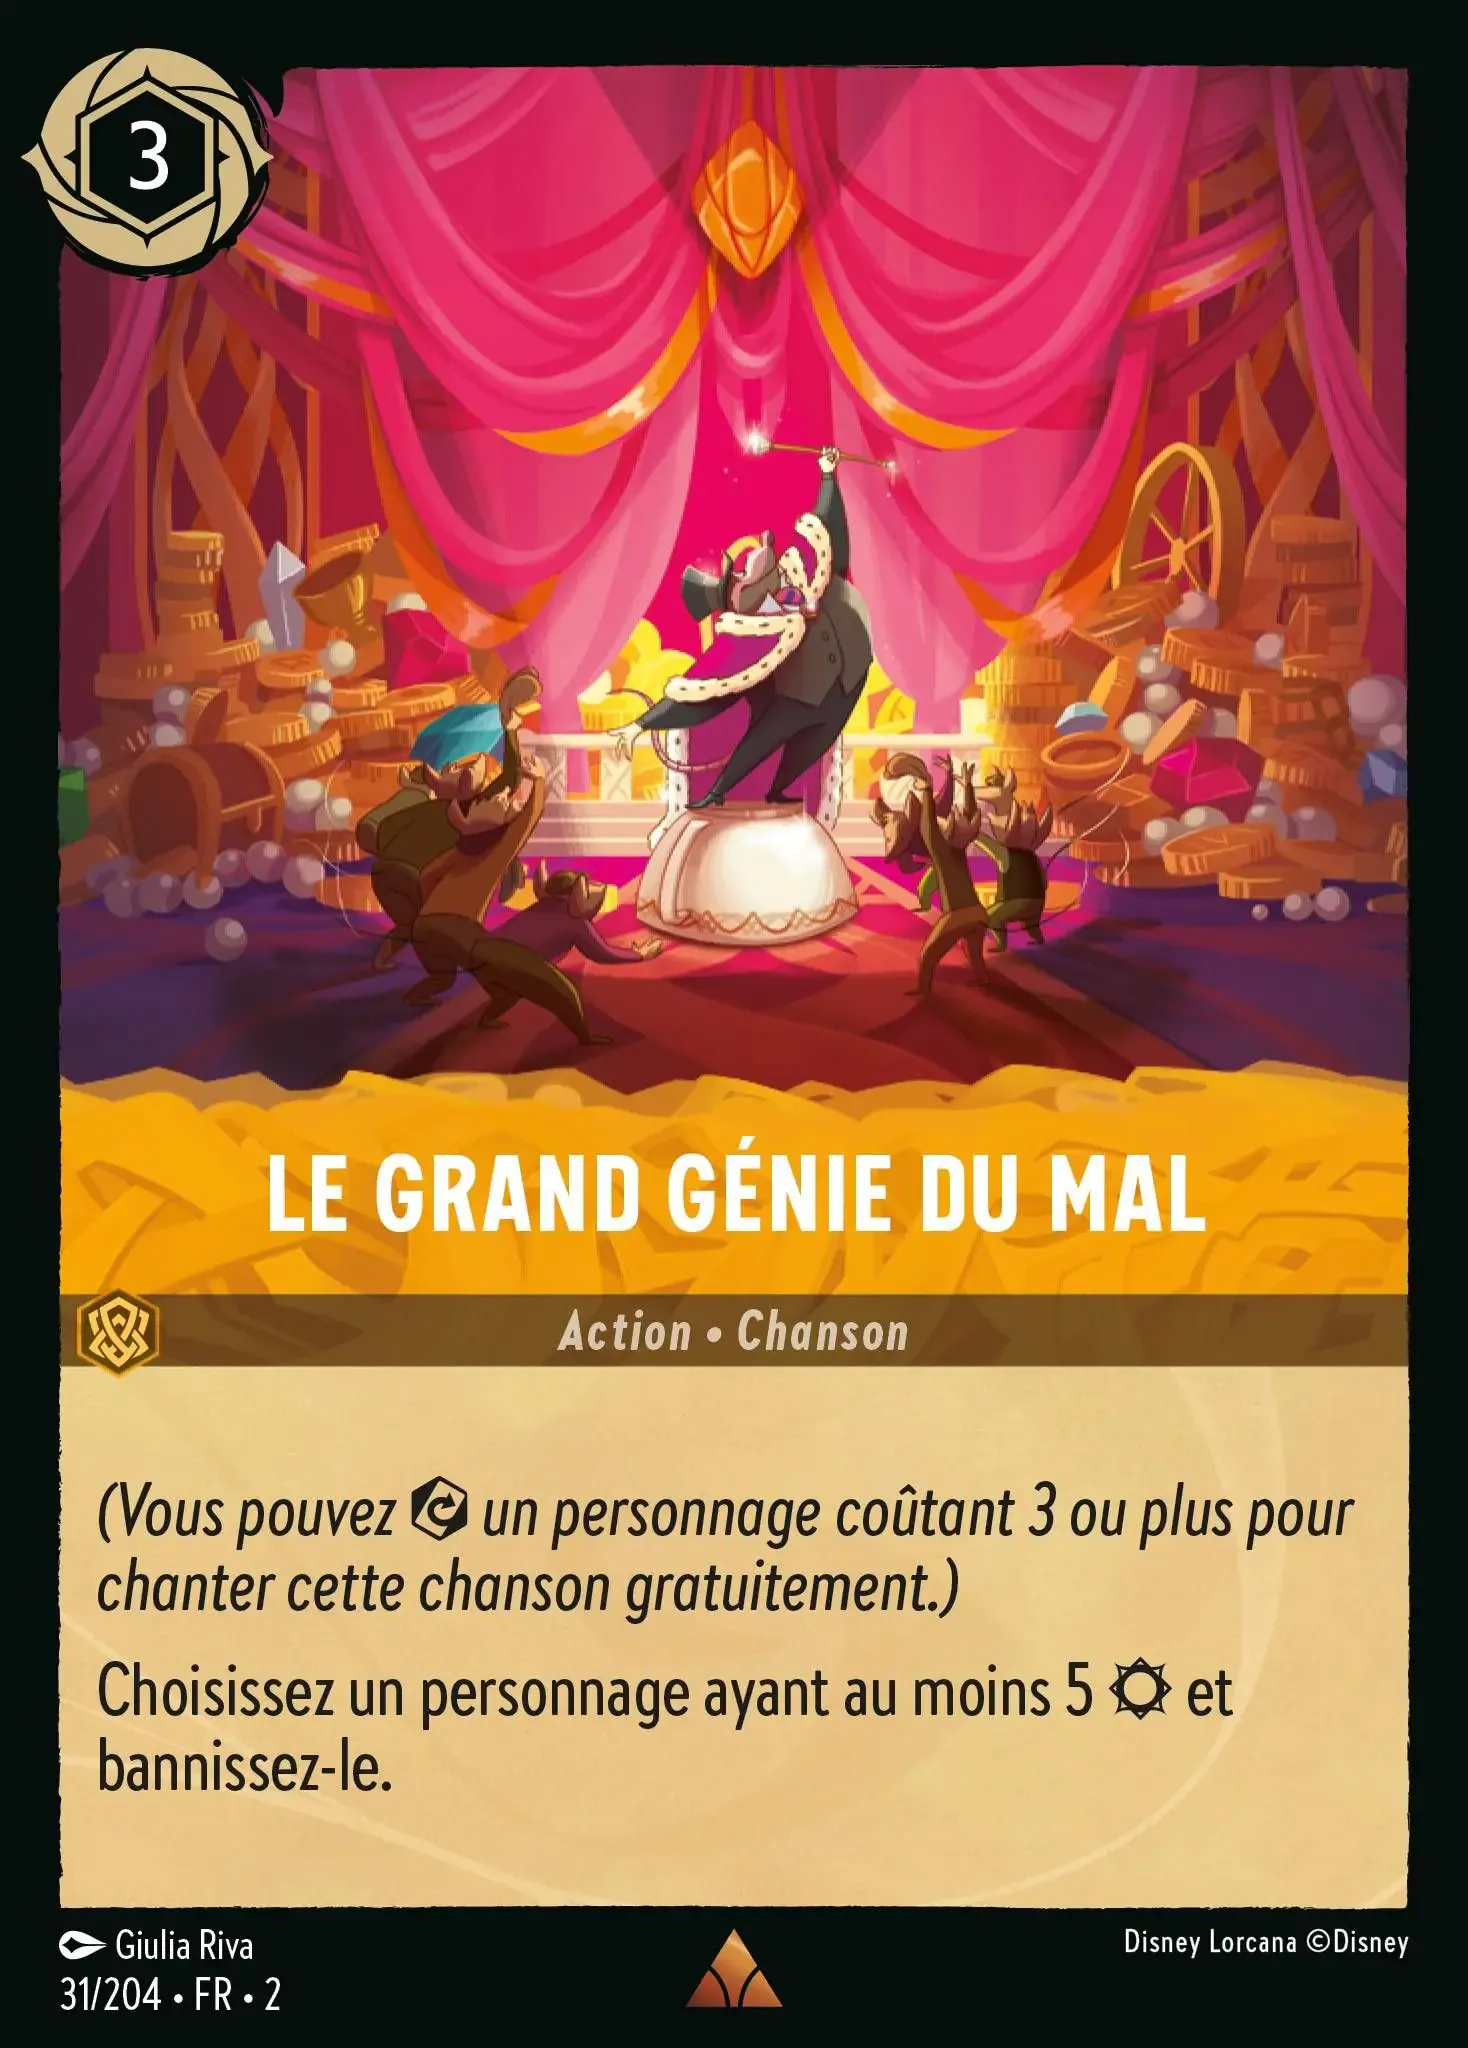 3
LE GRAND GÉNIE DU MAL
Action • Chanson
(Vous pouvez un personnage coûtant 3 ou plus pour
chanter cette chanson gratuitement.)
Choisissez un personnage ayant au moins 5 et
bannissez-le.
Giulia Riva
Disney Lorcana ©Disney
31/204 • FR • 2